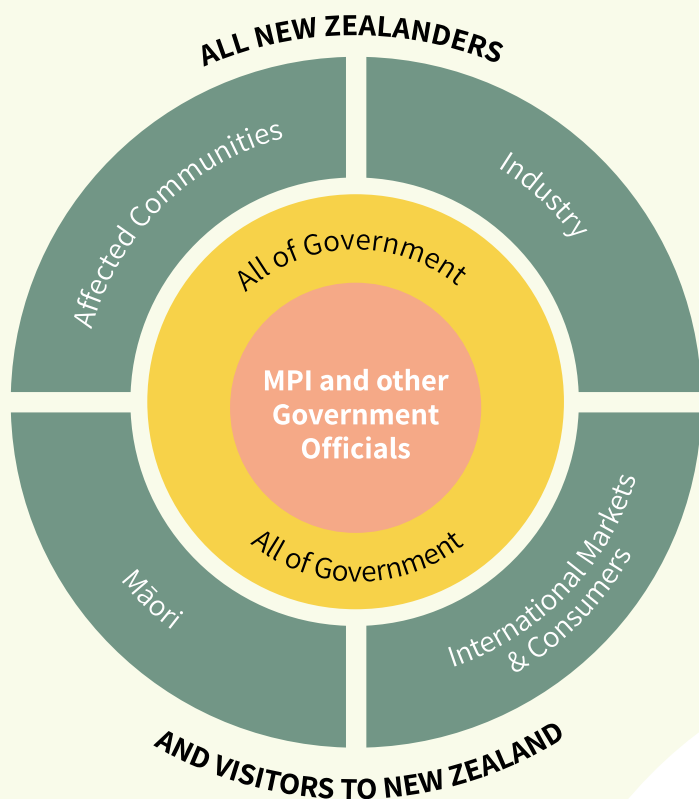 ALL NEW ZEALANDERS
Affected Communities
Industry
All of Government
MPI and other
Government
Officials
All of Government
Māori
International Markets
& Consumers
AND VISITORS TO NEW ZEALAND